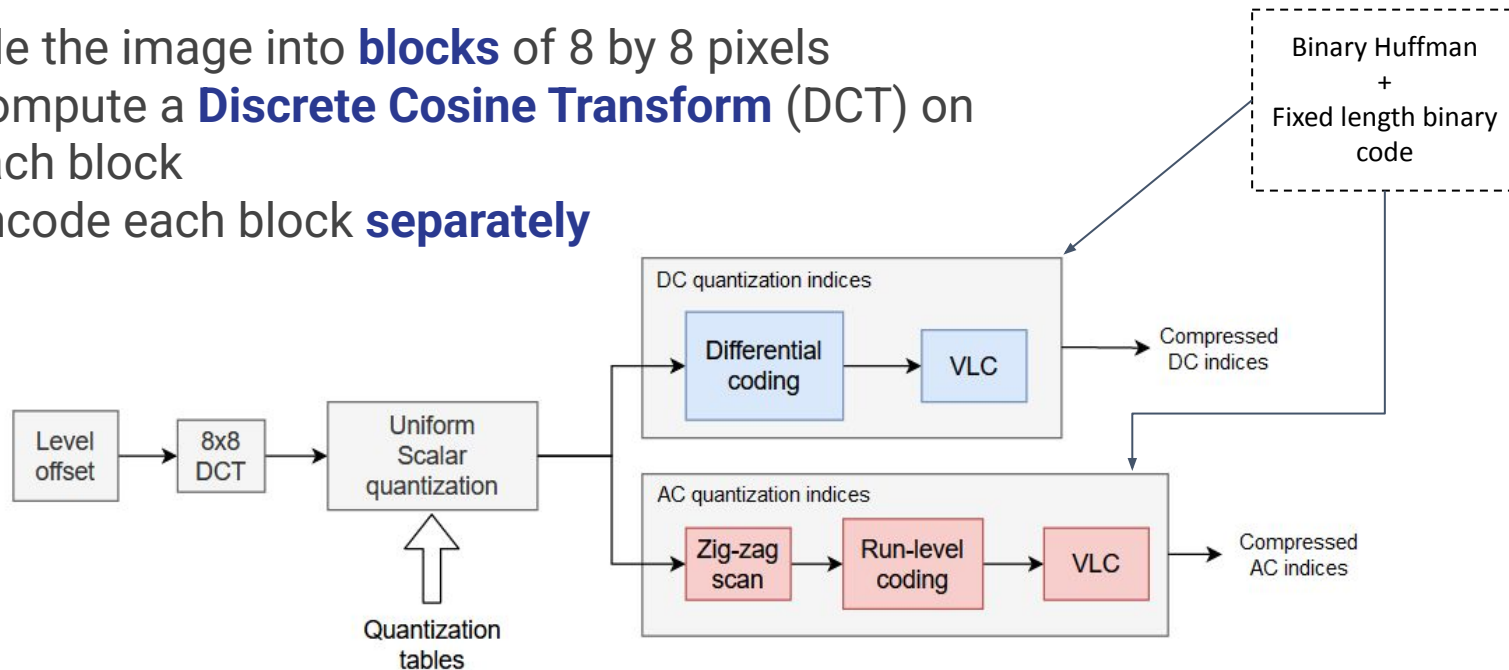 de the image into blocks of 8 by 8 pixels
ompute a Discrete Cosine Transform (DCT) on
ach block
ncode each block separately
Binary Huffman
+
Fixed length binary
code
DC quantization indices
Differential
coding
VLC
Compressed
DC indices
Level
offset
8x8
DCT
Uniform
Scalar
quantization
Quantization
tables
AC quantization indices
Zig-zag
scan
Run-level
coding
VLC
Compressed
AC indices